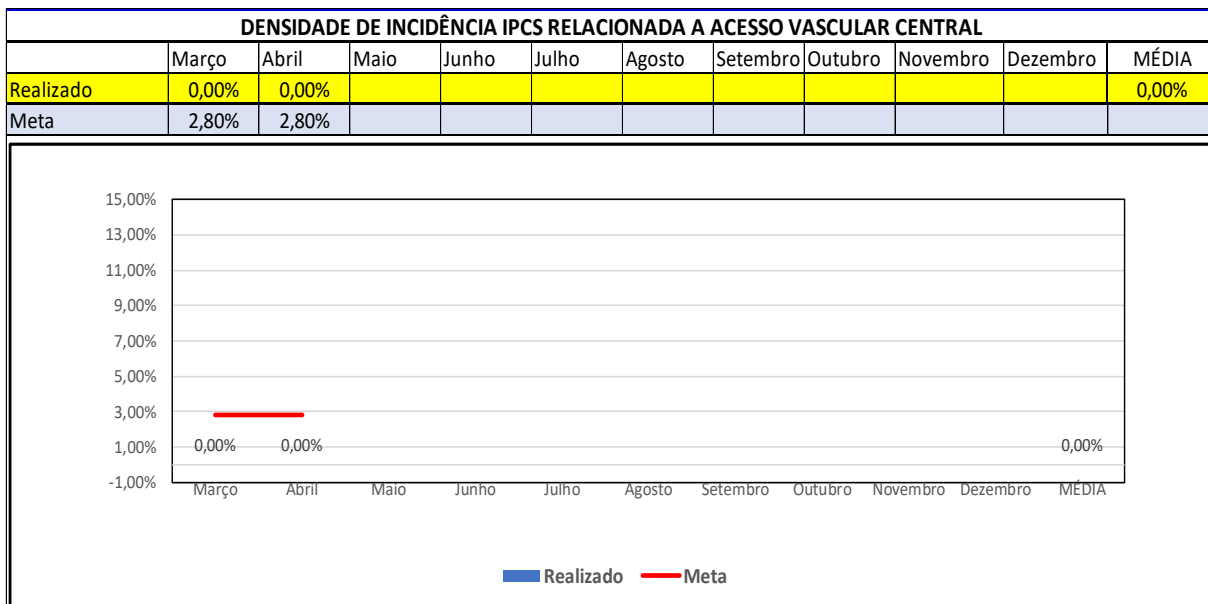 DENSIDADE DE INCIDÊNCIA IPCS RELACIONADA A ACESSO VASCULAR CENTRAL
Março Abril Maio Junho Julho Agosto Setembro Outubro Novembro Dezembro MÉDIA
Realizado 0,00% 0,00% 0,00%
Meta 2,80% 2,80%
15,00%
13,00%
11,00%
9,00%
7,00%
5,00%
3,00%
1,00% 0,00% 0,00% 0,00%
-1,00%
Março Abril Maio Junho Julho Agosto Setembro Outubro Novembro Dezembro MÉDIA
Realizado Meta